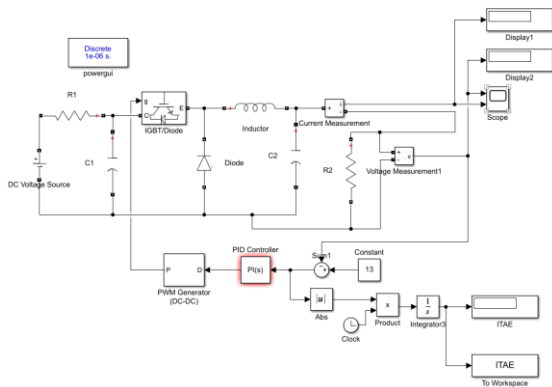 Discrete
1e-06 s.
powergui
Display1
Display2
Scope
R1
g
C
E
IGBT/Diode
Inductor
+
i
-
Current Measurement
C1
Diode
C2
R2
+
-
v
Voltage Measurement1
DC Voltage Source
PID Controller
Sum1
Constant
P
D
PI(s)
13
PWM Generator
(DC-DC)
|u|
Abs
Clock
x
Product
1
s
Integrator3
ITAE
ITAE
To Workspace